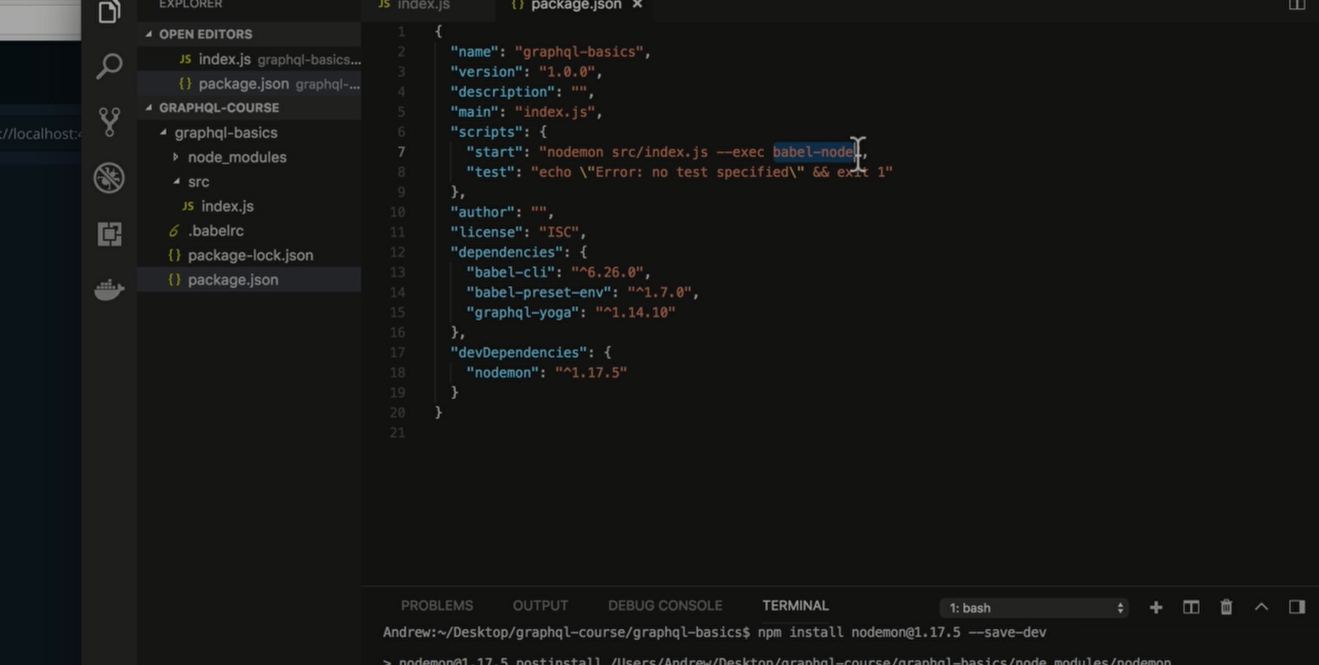 EXPLORER
OPEN EDITORS
JS index.js graphql-basics...
{} package.json graphql-...
GRAPHQL-COURSE
graphql-basics
node_modules
src
JS index.js
.babelrc
{} package-lock.json
{} package.json
://localhost:4
JS index.js
{} package.json ×
1 {
2 "name": "graphql-basics",
3 "version": "1.0.0",
4 "description": "",
5 "main": "index.js",
6 "scripts": {
7 "start": "nodemon src/index.js --exec babel-node",
8 "test": "echo \"Error: no test specified\" && exit 1"
9 },
10 "author": "",
11 "license": "ISC",
12 "dependencies": {
13 "babel-cli": "^6.26.0",
14 "babel-preset-env": "^1.7.0",
15 "graphql-yoga": "^1.14.10"
16 },
17 "devDependencies": {
18 "nodemon": "^1.17.5"
19 }
20 }
21
PROBLEMS OUTPUT DEBUG CONSOLE TERMINAL 1: bash
Andrew:~/Desktop/graphql-course/graphql-basics$ npm install nodemon@1.17.5 --save-dev
> nodemon@1.17.5 postinstall /Users/Andrew/Desktop/graphql-course/graphql-basics/node_modules/nodemon